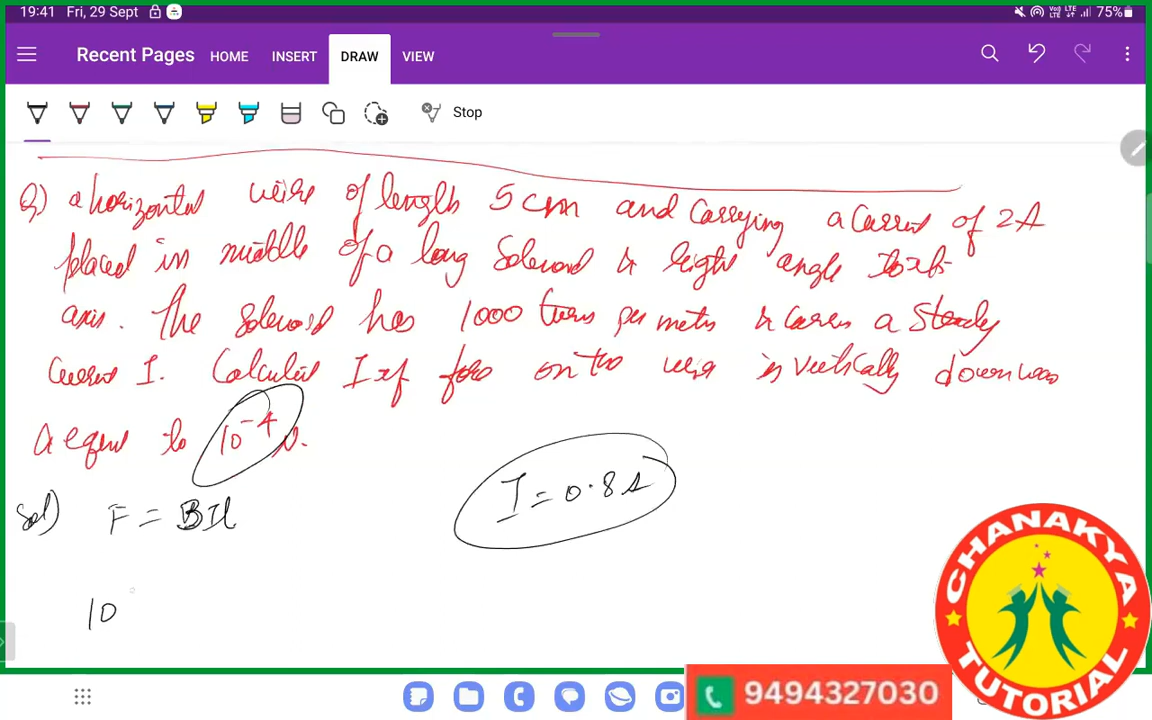 19:41 Fri, 29 Sept 75%
Recent Pages HOME INSERT DRAW VIEW
Stop
Q) a horizontal wire of length 5 cm and carrying a current of 2A
placed in middle of a long solenoid & right angle to its
axis. The solenoid has 1000 turns per meter & carries a steady
current I. Calculate I if force on the wire is vertically downwards
equal to 10⁻⁴ N.
Sol) F = BIl
I = 0.8 A
10
CHANAKYA
TUTORIAL
9494327030